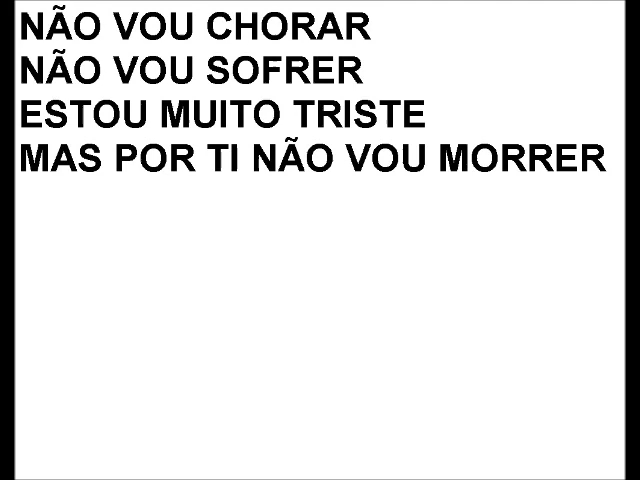 NÃO VOU CHORAR
NÃO VOU SOFRER
ESTOU MUITO TRISTE
MAS POR TI NÃO VOU MORRER